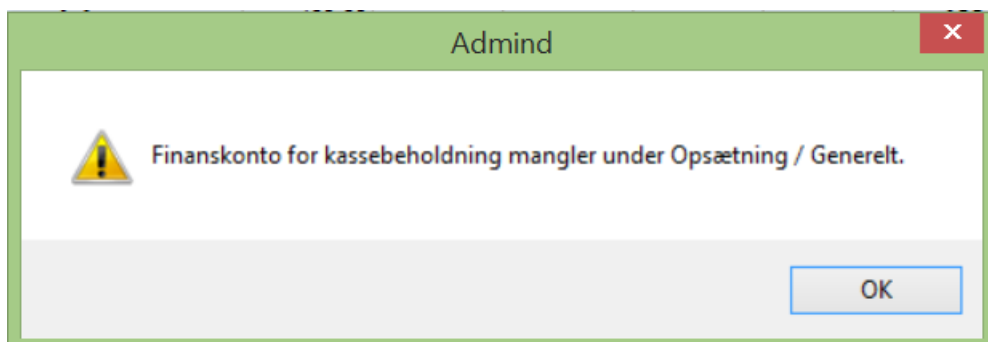 Admind
Finanskonto for kassebeholdning mangler under Opsætning / Generelt.
OK